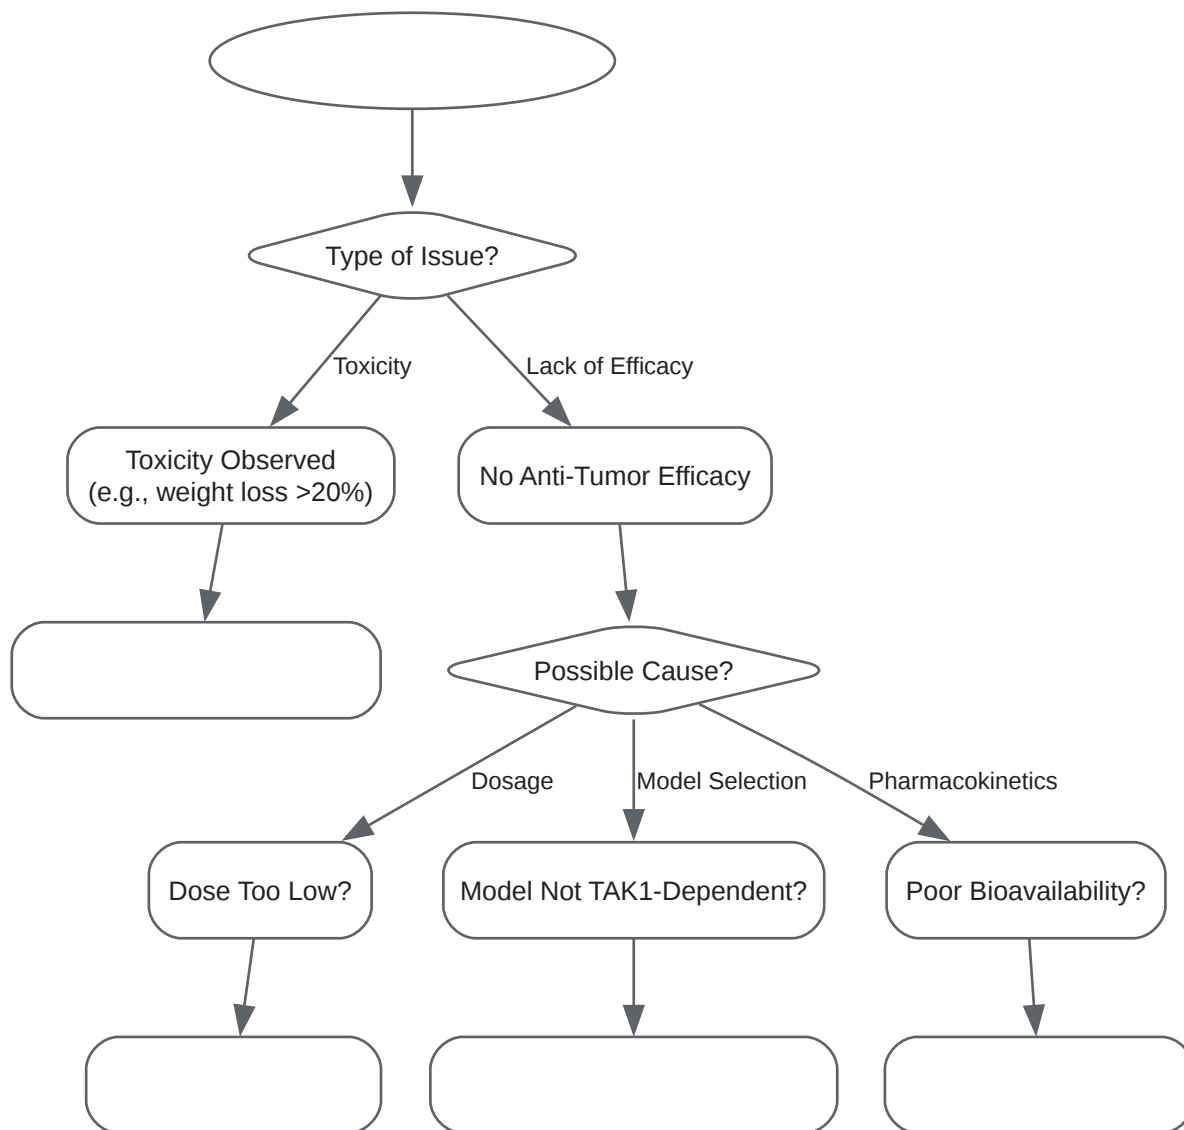 Type of Issue?
Toxicity
Lack of Efficacy
Toxicity Observed
(e.g., weight loss >20%)
No Anti-Tumor Efficacy
Possible Cause?
Dosage
Model Selection
Pharmacokinetics
Dose Too Low?
Model Not TAK1-Dependent?
Poor Bioavailability?